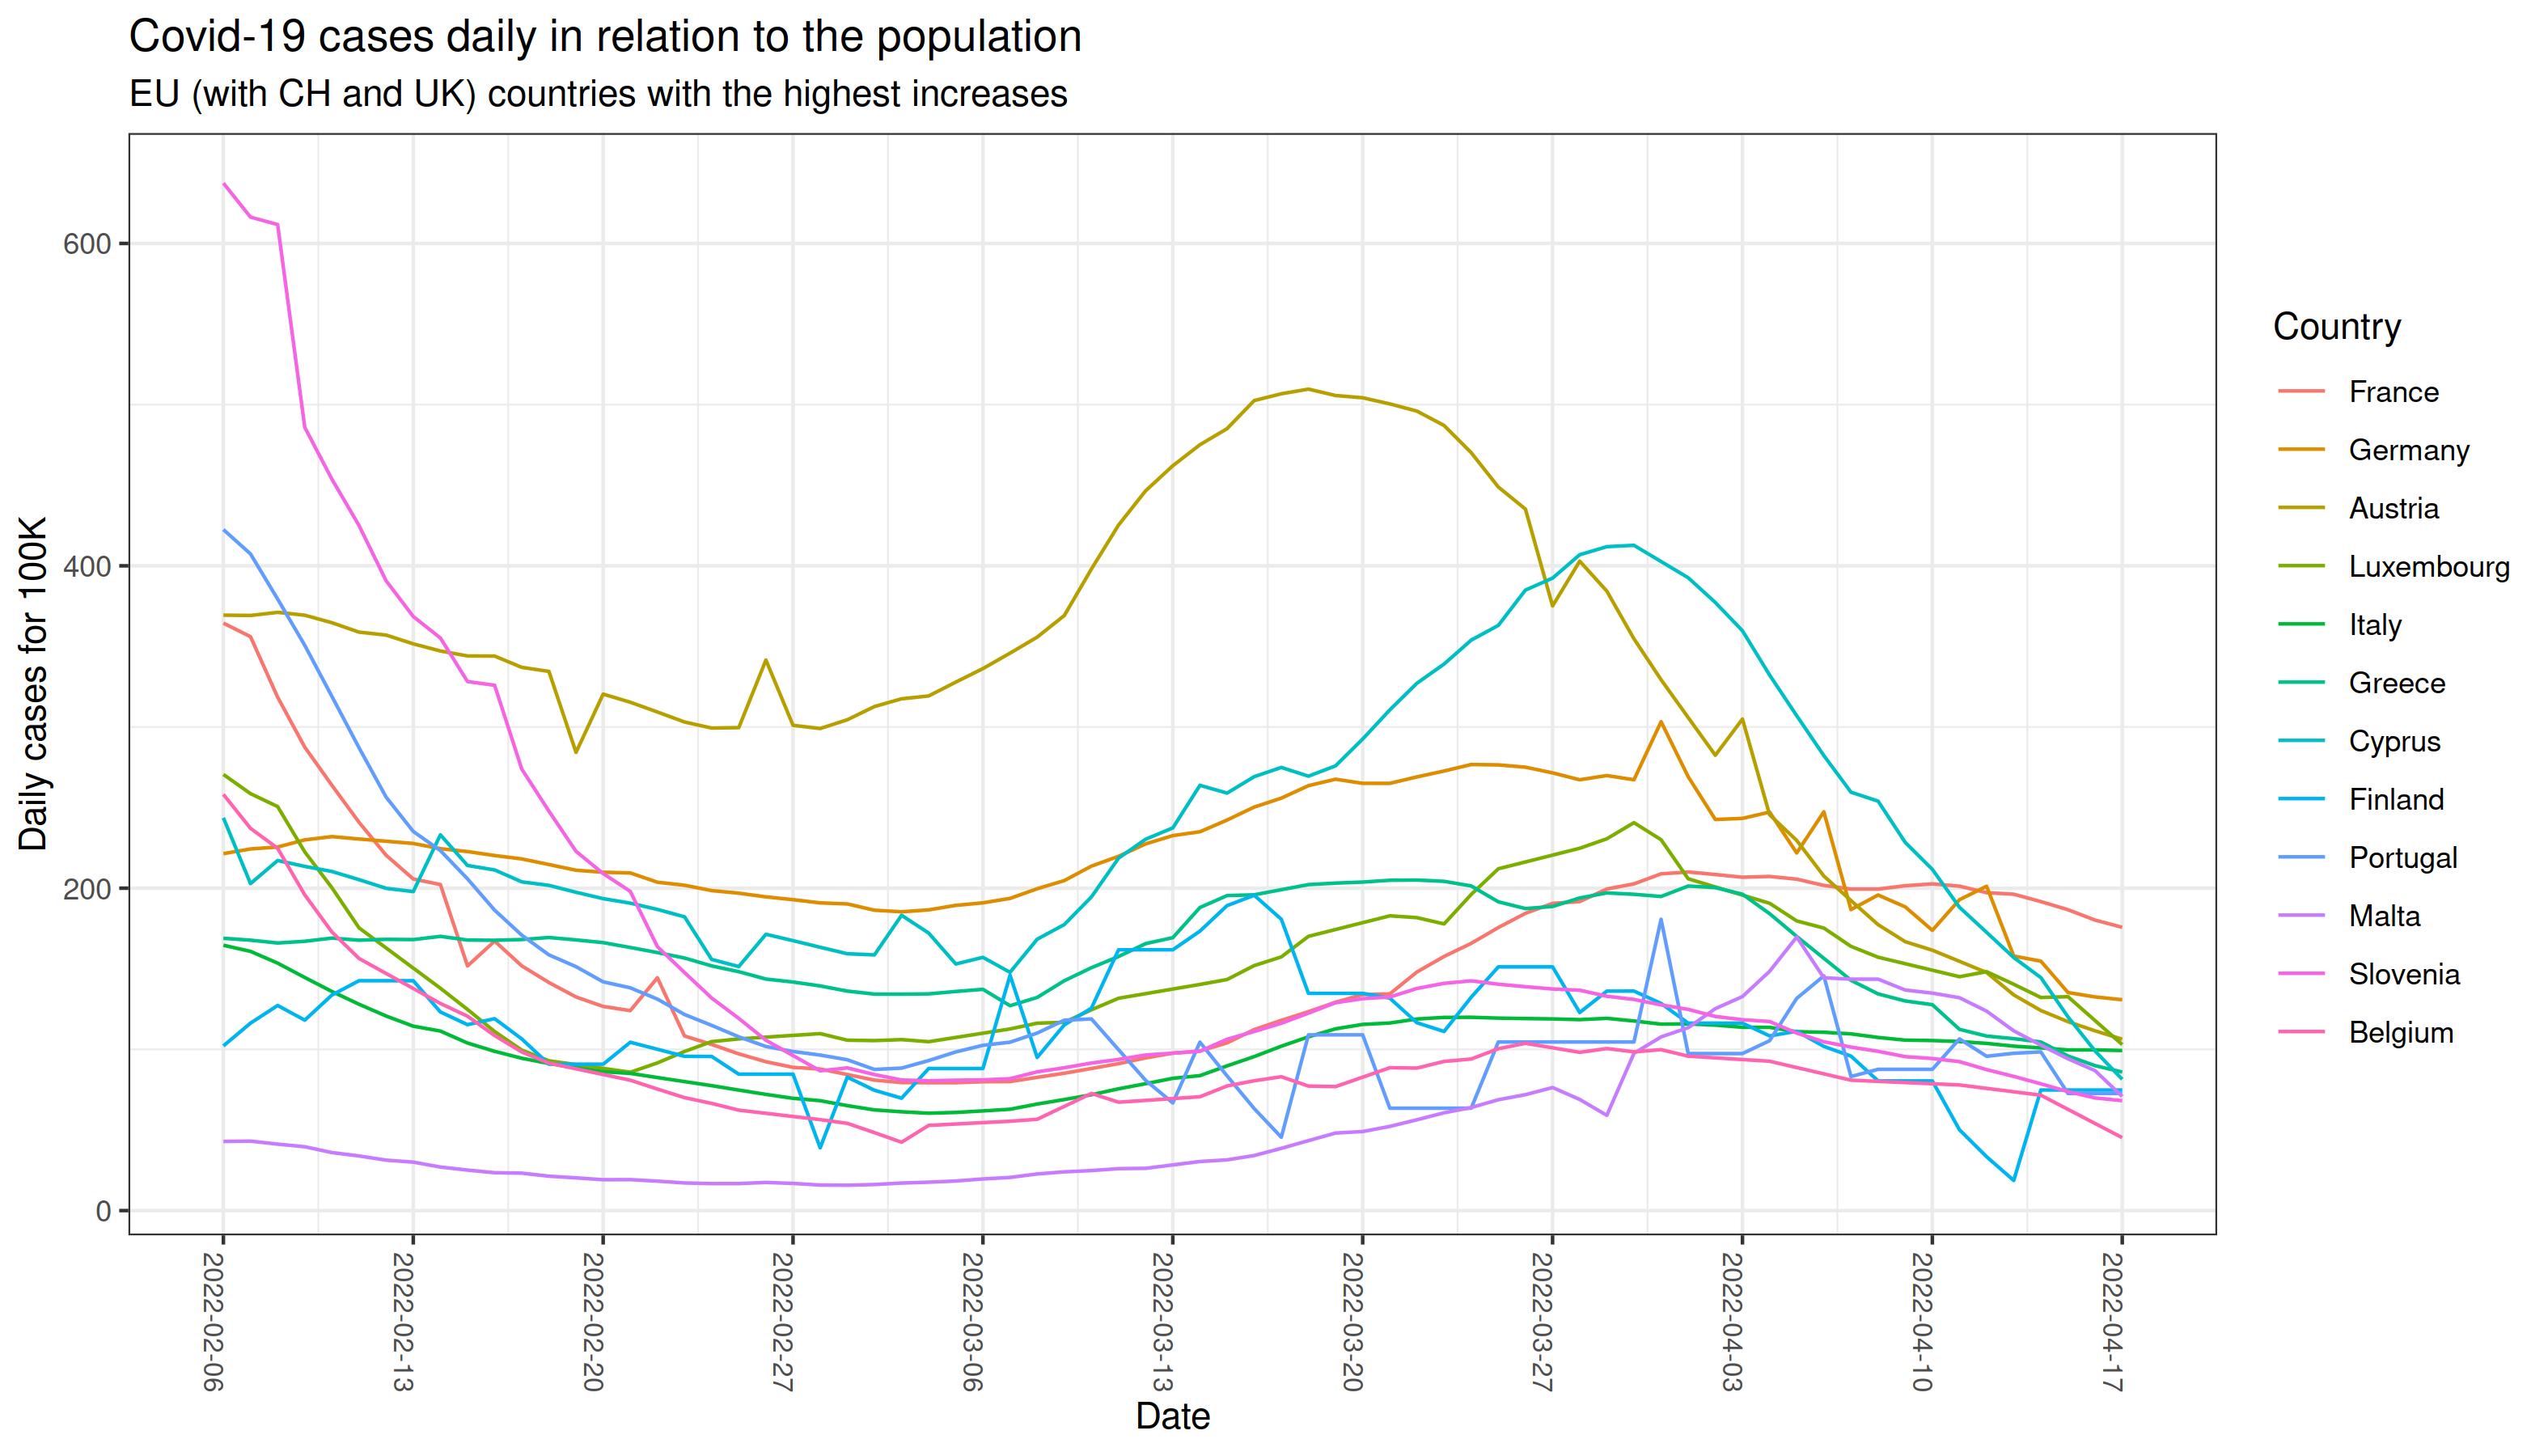 Covid-19 cases daily in relation to the population
EU (with CH and UK) countries with the highest increases
Daily cases for 100K
600
400
200
0
2022-02-06
2022-02-13
2022-02-20
2022-02-27
2022-03-06
2022-03-13
2022-03-20
2022-03-27
2022-04-03
2022-04-10
2022-04-17
Date
Country
France
Germany
Austria
Luxembourg
Italy
Greece
Cyprus
Finland
Portugal
Malta
Slovenia
Belgium